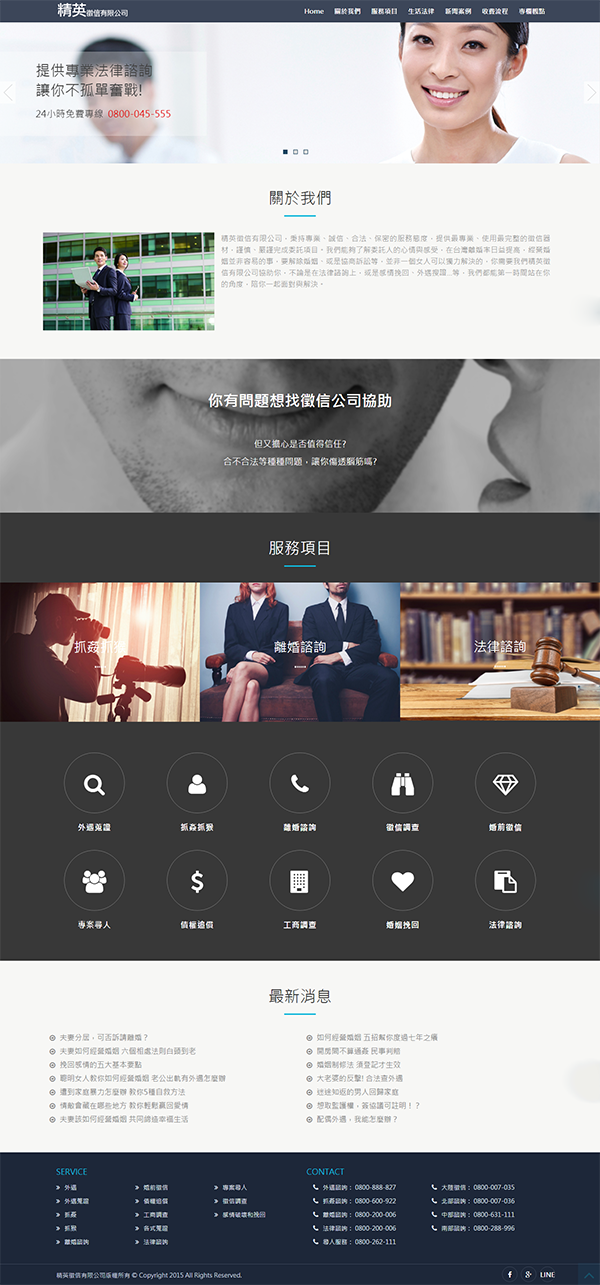 精英徵信有限公司
Home 關於我們 服務項目 生活法律 新聞案例 收費流程 專欄觀點
提供專業法律諮詢
讓你不孤單奮戰!
24小時免費專線 0800-045-555
關於我們
精英徵信有限公司，秉持專業、誠信、合法、保密的服務態度，提供最專業、使用最完整的徵信器
材，謹慎、嚴謹完成委託項目，我們能夠了解委託人的心情與感受，在台灣離婚率日益提高，經營婚
姻並非容易的事，要解除婚姻、或是協商訴訟等，並非一個女人可以獨力解決的，你需要我們精英徵
信有限公司協助你，不論是在法律諮詢上，或是感情挽回、外遇搜證...等，我們都能第一時間站在你
的角度，陪你一起面對與解決。
你有問題想找徵信公司協助
但又擔心是否值得信任?
合不合法等種種問題，讓你傷透腦筋嗎?
服務項目
抓姦抓猴 離婚諮詢 法律諮詢
外遇蒐證 抓姦抓猴 離婚諮詢 徵信調查 婚前徵信
專案尋人 債權追償 工商調查 婚姻挽回 法律諮詢
最新消息
夫妻分居，可否訴請離婚？
夫妻如何經營婚姻 六個相處法則白頭到老
挽回感情的五大基本要點
聰明女人教你如何經營婚姻 老公出軌有外遇怎麼辦
遭到家庭暴力怎麼辦 教你5種自救方法
情敵會藏在哪些地方 教你輕鬆贏回愛情
夫妻該如何經營婚姻 共同締造幸福生活
如何經營婚姻 五招幫你度過七年之癢
開房間不算通姦 民事判賠
婚姻制修法 須登記才生效
大老婆的反擊! 合法查外遇
迷途知返的男人回歸家庭
想取監護權，簽協議可註明！？
配偶外遇，我能怎麼辦？
SERVICE
外遇 婚前徵信 專案尋人
外遇蒐證 債權追償 徵信調查
抓姦 工商調查 感情破壞和挽回
抓猴 各式蒐證
離婚諮詢 法律諮詢
CONTACT
外遇諮詢： 0800-888-827 大陸徵信： 0800-007-035
抓姦諮詢： 0800-600-922 北部諮詢： 0800-007-036
離婚諮詢： 0800-200-006 中部諮詢： 0800-631-111
法律諮詢： 0800-200-006 南部諮詢： 0800-288-996
尋人服務： 0800-262-111
精英徵信有限公司版權所有 © Copyright 2015 All Rights Reserved.
LINE